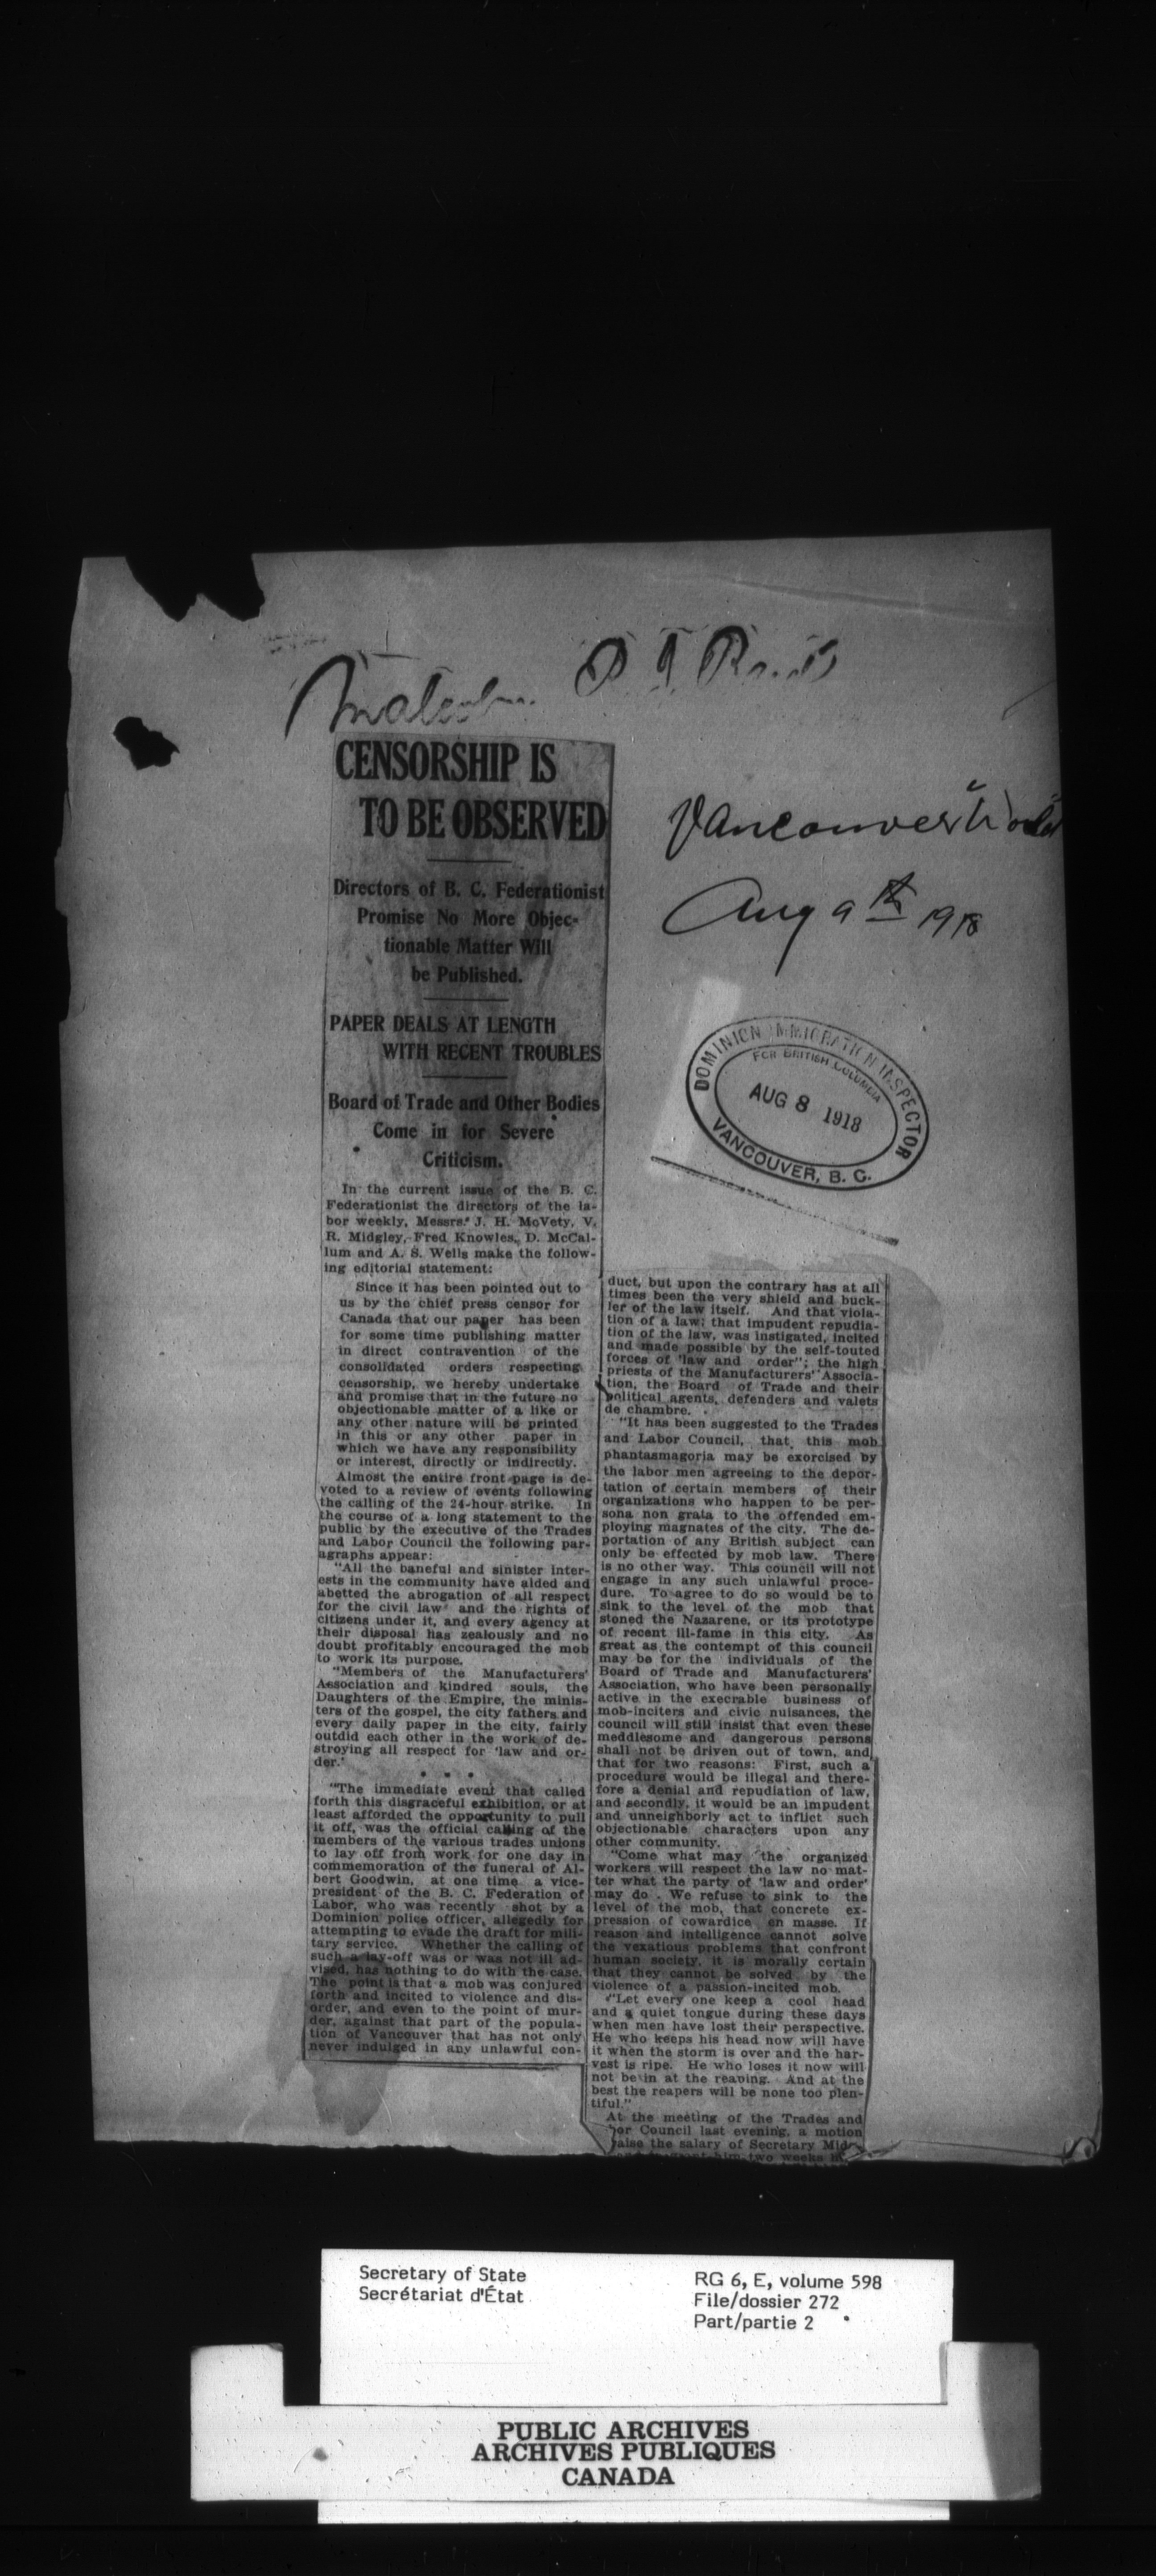 Malcolm R. J. Reid
CENSORSHIP IS
TO BE OBSERVED
Directors of B. C. Federationist
Promise No More Objec-
tionable Matter Will
be Published.
PAPER DEALS AT LENGTH
WITH RECENT TROUBLES
Board of Trade and Other Bodies
Come in for Severe
Criticism.
In the current issue of the B. C.
Federationist the directors of the la-
bor weekly, Messrs. J. H. McVety, V.
R. Midgley, Fred Knowles, D. McCal-
lum and A. S. Wells make the follow-
ing editorial statement:
Since it has been pointed out to
us by the chief press censor for
Canada that our paper has been
for some time publishing matter
in direct contravention of the
consolidated orders respecting
censorship, we hereby undertake
and promise that in the future no
objectionable matter of a like or
any other nature will be printed
in this or any other paper in
which we have any responsibility
or interest, directly or indirectly.
Almost the entire front page is de-
voted to a review of events following
the calling of the 24-hour strike. In
the course of a long statement to the
public by the executive of the Trades
and Labor Council the following par-
agraphs appear:
"All the baneful and sinister inter-
ests in the community have aided and
abetted the abrogation of all respect
for the civil law and the rights of
citizens under it, and every agency at
their disposal has zealously and no
doubt profitably encouraged the mob
to work its purpose.
"Members of the Manufacturers'
Association and kindred souls, the
Daughters of the Empire, the minis-
ters of the gospel, the city fathers and
every daily paper in the city, fairly
outdid each other in the work of de-
stroying all respect for 'law and or-
der.'
* * *
"The immediate event that called
forth this disgraceful exhibition, or at
least afforded the opportunity to pull
it off, was the official calling of the
members of the various trades unions
to lay off from work for one day in
commemoration of the funeral of Al-
bert Goodwin, at one time a vice-
president of the B. C. Federation of
Labor, who was recently shot by a
Dominion police officer, allegedly for
attempting to evade the draft for mili-
tary service. Whether the calling of
such a lay-off was or was not ill ad-
vised, has nothing to do with the case.
The point is that a mob was conjured
forth and incited to violence and dis-
order, and even to the point of mur-
der, against that part of the popula-
tion of Vancouver that has not only
never indulged in any unlawful con-
duct, but upon the contrary has at all
times been the very shield and buck-
ler of the law itself. And that viola-
tion of a law; that impudent repudia-
tion of the law, was instigated, incited
and made possible by the self-touted
forces of 'law and order"; the high
priests of the Manufacturers' Associa-
tion, the Board of Trade and their
political agents, defenders and valets
de chambre.
"It has been suggested to the Trades
and Labor Council, that this mob
phantasmagoria may be exorcised by
the labor men agreeing to the depor-
tation of certain members of their
organizations who happen to be per-
sona non grata to the offended em-
ploying magnates of the city. The de-
portation of any British subject can
only be effected by mob law. There
is no other way. This council will not
engage in any such unlawful proce-
dure. To agree to do so would be to
sink to the level of the mob that
stoned the Nazarene, or its prototype
of recent ill-fame in this city. As
great as the contempt of this council
may be for the individuals of the
Board of Trade and Manufacturers'
Association, who have been personally
active in the execrable business of
mob-inciters and civic nuisances, the
council will still insist that even these
meddlesome and dangerous persons
shall not be driven out of town, and
that for two reasons: First, such a
procedure would be illegal and there-
fore a denial and repudiation of law,
and secondly, it would be an impudent
and unneighborly act to inflict such
objectionable characters upon any
other community.
"Come what may the organized
workers will respect the law no mat-
ter what the party of 'law and order'
may do. We refuse to sink to the
level of the mob, that concrete ex-
pression of cowardice en masse. If
reason and intelligence cannot solve
the vexatious problems that confront
human society, it is morally certain
that they cannot be solved by the
violence of a passion-incited mob.
"Let every one keep a cool head
and a quiet tongue during these days
when men have lost their perspective.
He who keeps his head now will have
it when the storm is over and the har-
vest is ripe. He who loses it now will
not be in at the reaping. And at the
best the reapers will be none too plen-
tiful."
At the meeting of the Trades and
or Council last evening, a motion
raise the salary of Secretary Mid
him two weeks
Vancouver World
Aug 9th 1918
DOMINION IMMIGRATION INSPECTOR
FOR BRITISH COLUMBIA
AUG 8 1918
VANCOUVER, B. C.
Secretary of State
Secrétariat d'État
RG 6, E, volume 598
File/dossier 272
Part/partie 2
PUBLIC ARCHIVES
ARCHIVES PUBLIQUES
CANADA